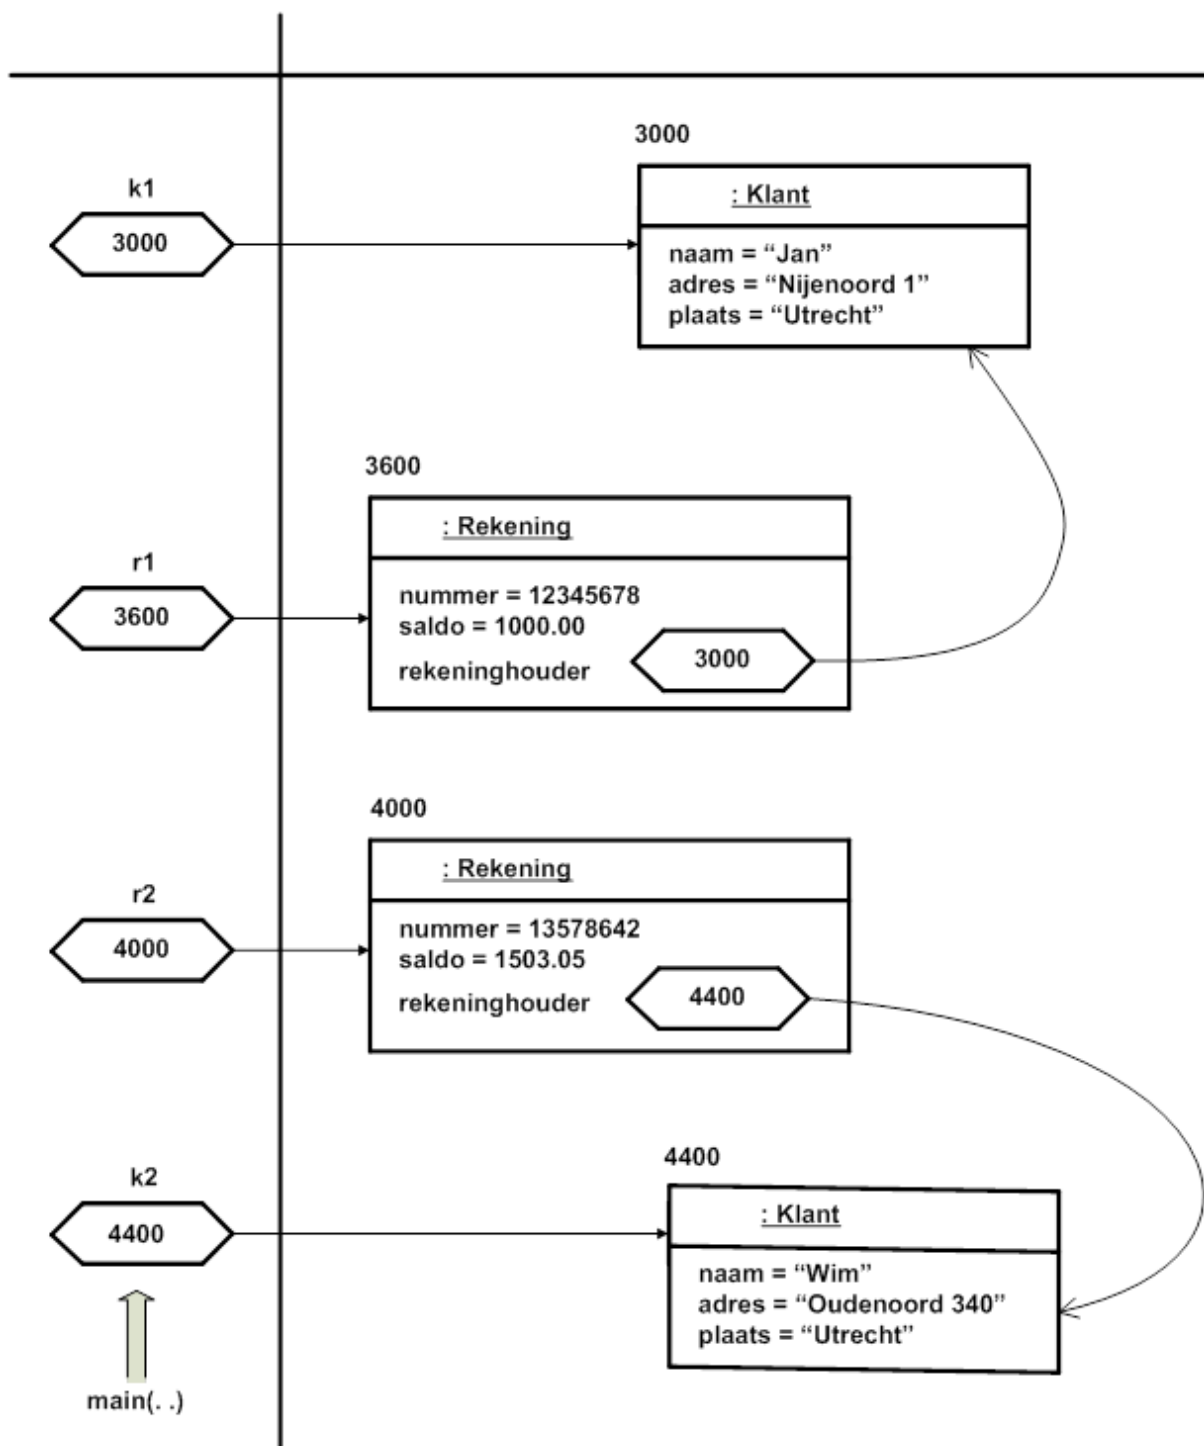 3000
: Klant
k1
3000
naam = “Jan”
adres = “Nijenoord 1”
plaats = “Utrecht”
3600
: Rekening
r1
3600
nummer = 12345678
saldo = 1000.00
rekeninghouder
3000
4000
: Rekening
r2
4000
nummer = 13578642
saldo = 1503.05
rekeninghouder
4400
4400
: Klant
k2
4400
naam = “Wim”
adres = “Oudenoord 340”
plaats = “Utrecht”
main(. .)